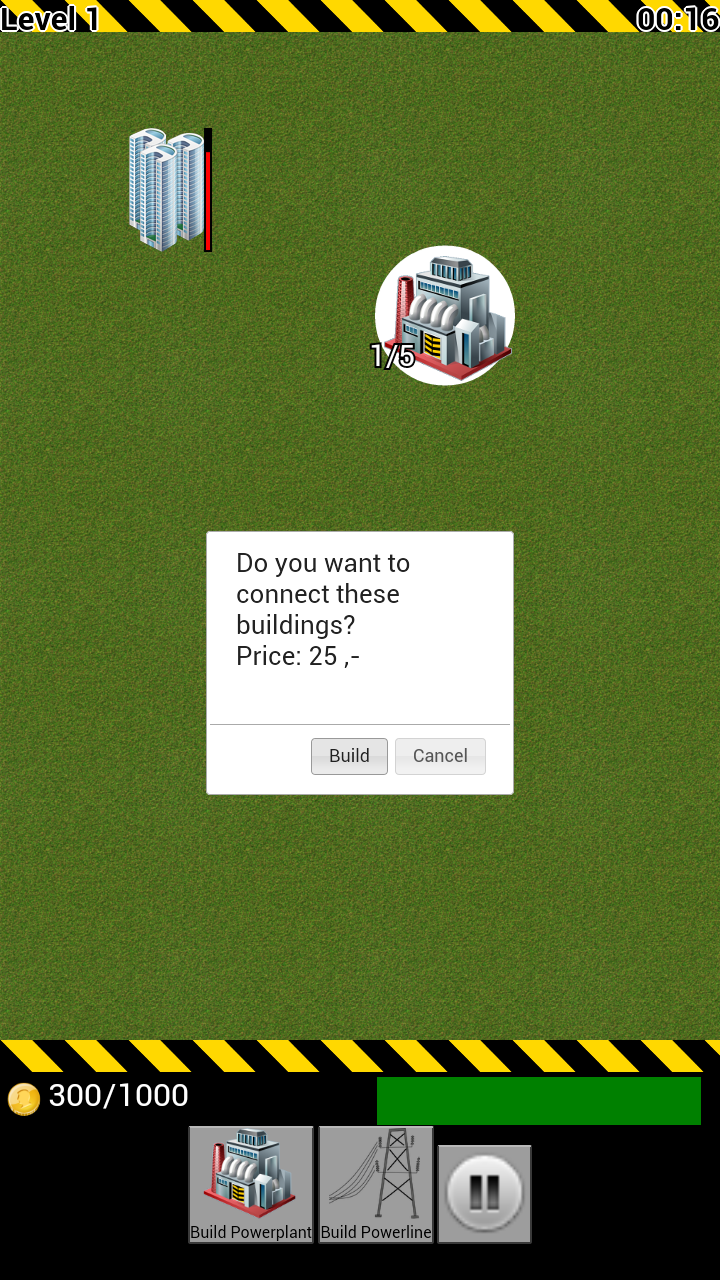 Level 1
00:16
1/5
Do you want to
connect these
buildings?
Price: 25 ,-
Build
Cancel
300/1000
Build Powerplant
Build Powerline